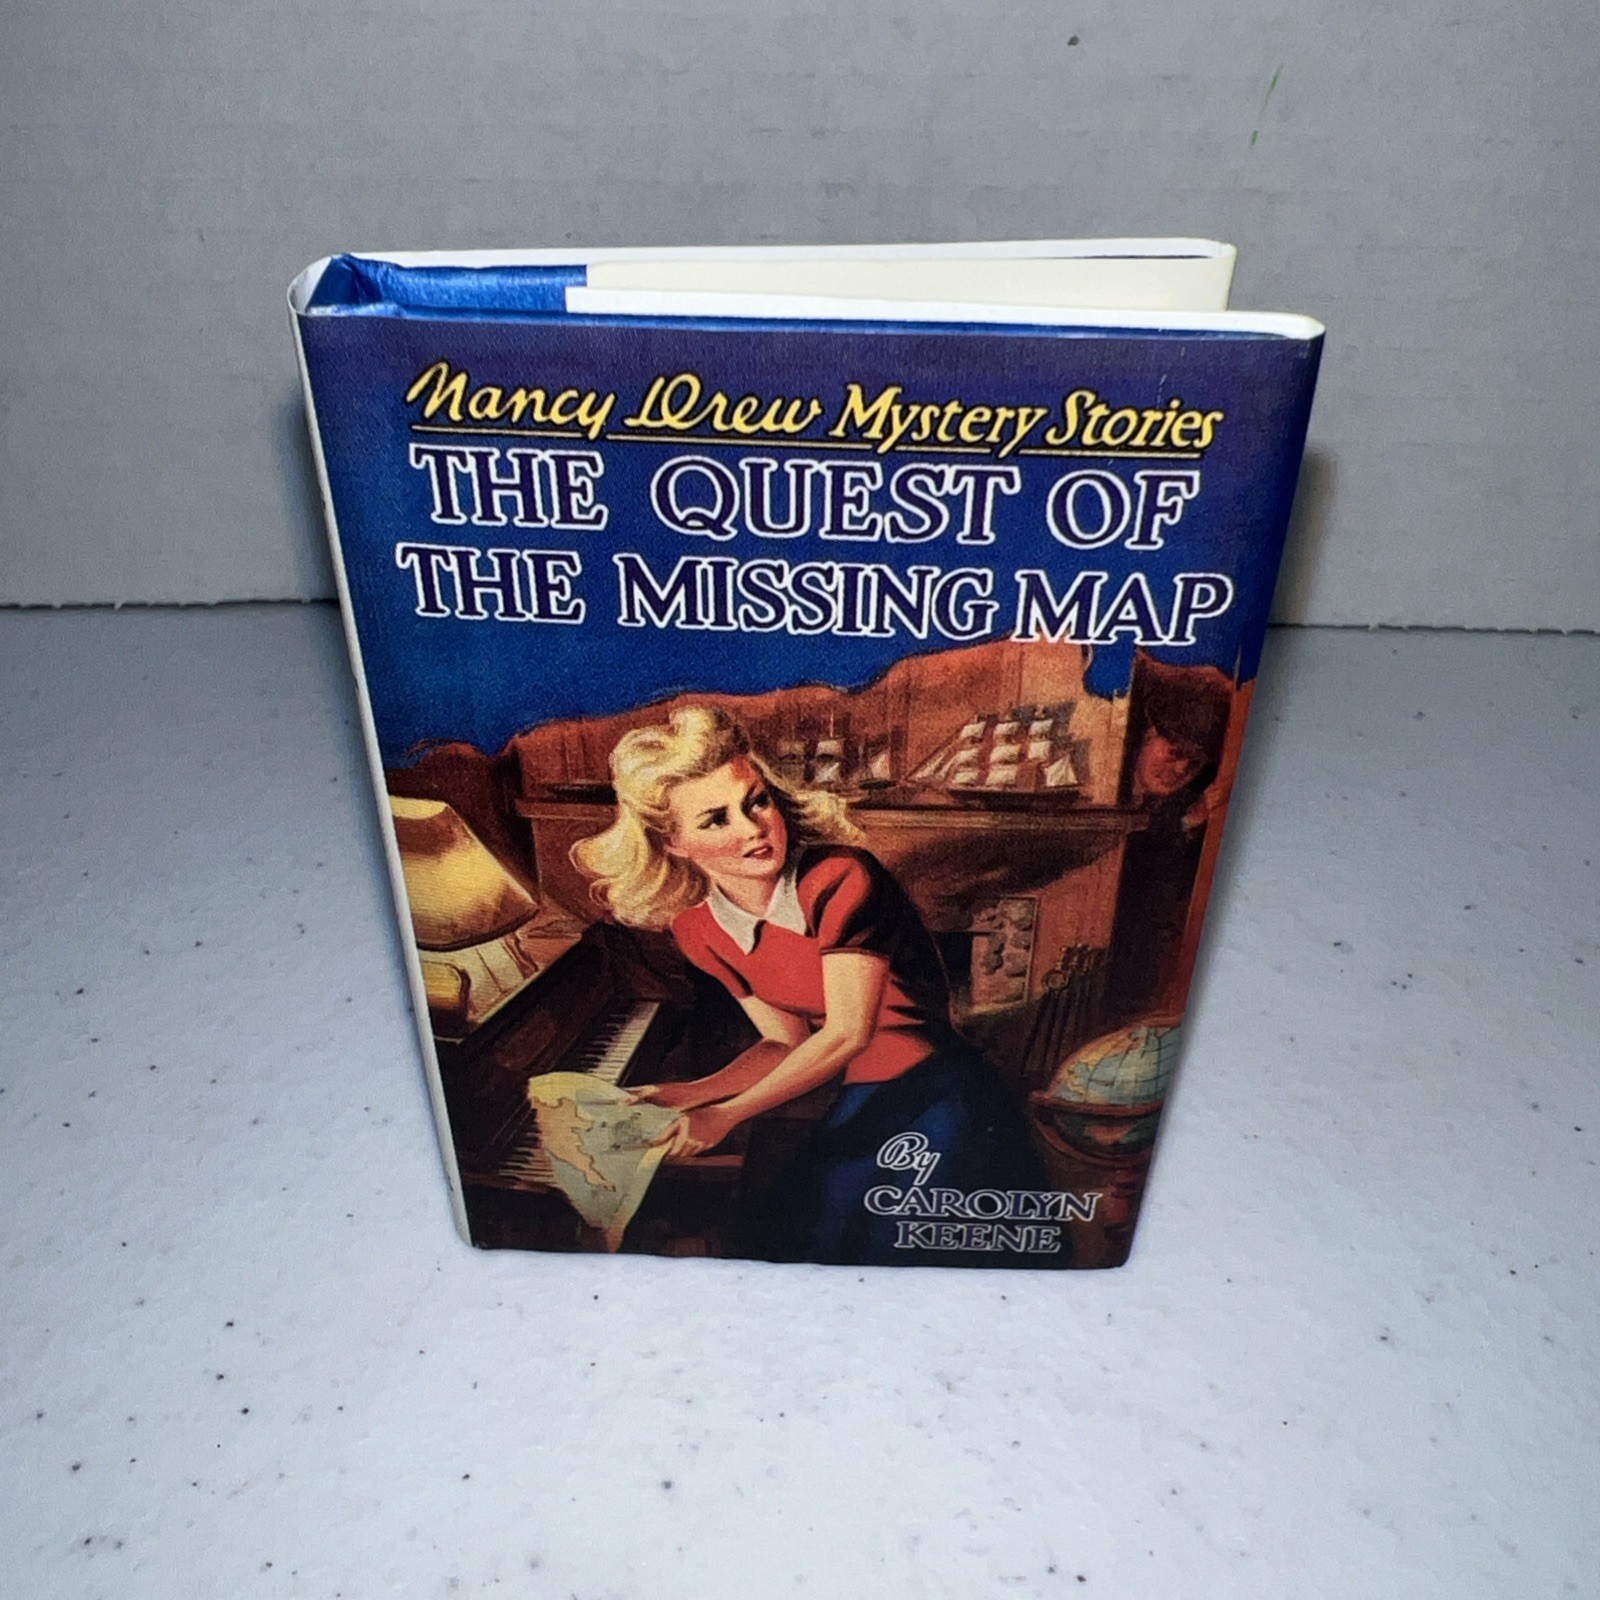 Nancy Drew Mystery Stories
THE QUEST OF
THE MISSING MAP
By
CAROLYN
KEENE